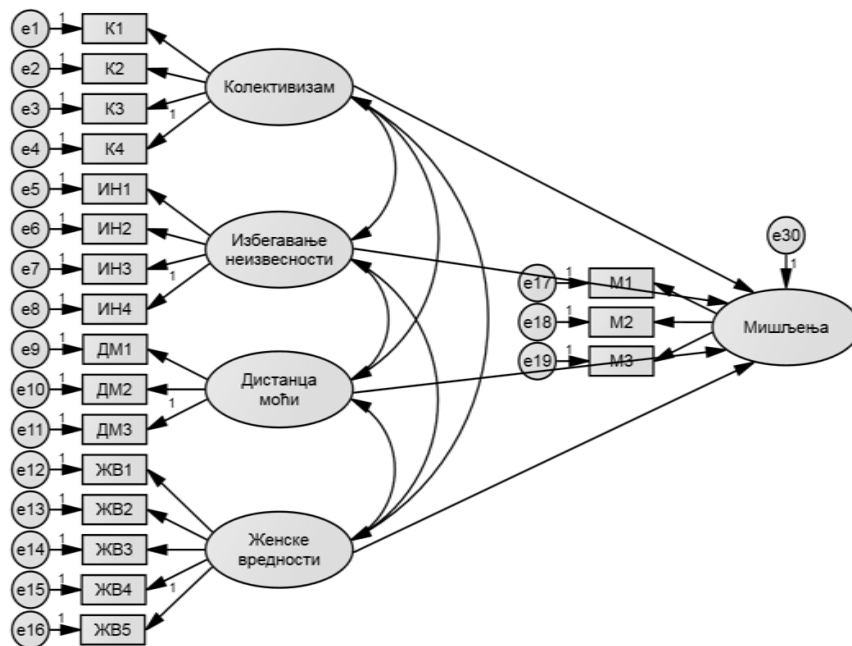 e1 1 К1
e2 1 К2
e3 1 К3
e4 1 К4
1
Колективизам
e5 1 ИН1
e6 1 ИН2
e7 1 ИН3
e8 1 ИН4
1
Избегавање
неизвесности
e9 1 ДМ1
e10 1 ДМ2
e11 1 ДМ3
1
Дистанца
моћи
e12 1 ЖВ1
e13 1 ЖВ2
e14 1 ЖВ3
e15 1 ЖВ4
e16 1 ЖВ5
1
Женске
вредности
e17 1 М1
e18 1 М2
e19 1 М3
e30
1
Мишљења